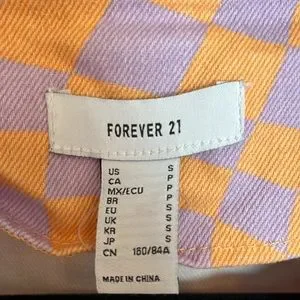 FOREVER 21
US S
CA P
MX/ECU P
BR P
EU S
UK S
KR S
JP S
CN 160/84A
MADE IN CHINA